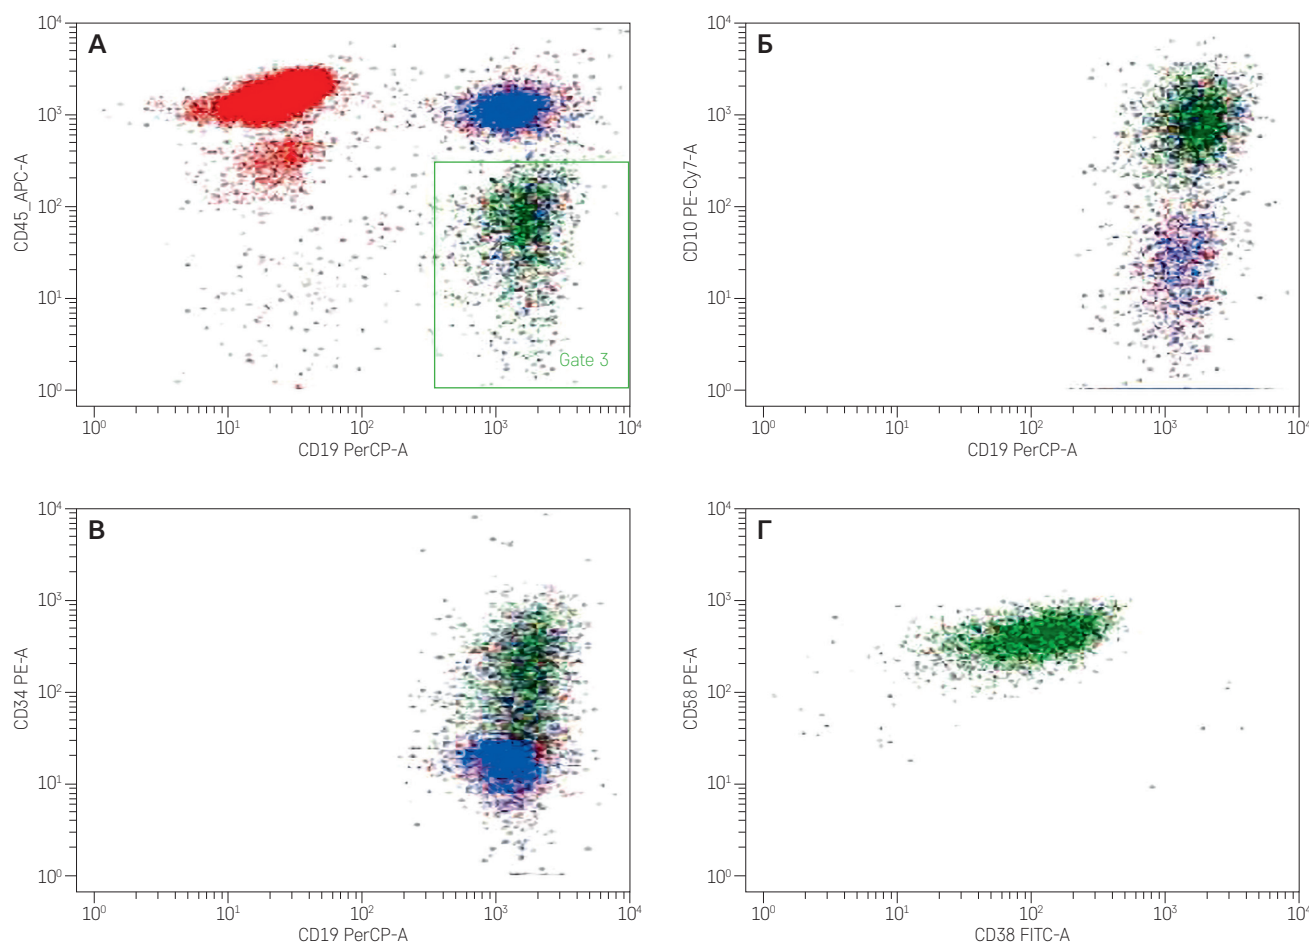 А
10⁴
10³
10²
10¹
10⁰
CD45_APC-A
Gate 3
10⁰ 10¹ 10² 10³ 10⁴
CD19 PerCP-A
Б
10⁴
10³
10²
10¹
10⁰
CD10 PE-Cy7-A
10⁰ 10¹ 10² 10³ 10⁴
CD19 PerCP-A
В
10⁴
10³
10²
10¹
10⁰
CD34 PE-A
10⁰ 10¹ 10² 10³ 10⁴
CD19 PerCP-A
Г
10⁴
10³
10²
10¹
10⁰
CD58 PE-A
10⁰ 10¹ 10² 10³ 10⁴
CD38 FITC-A